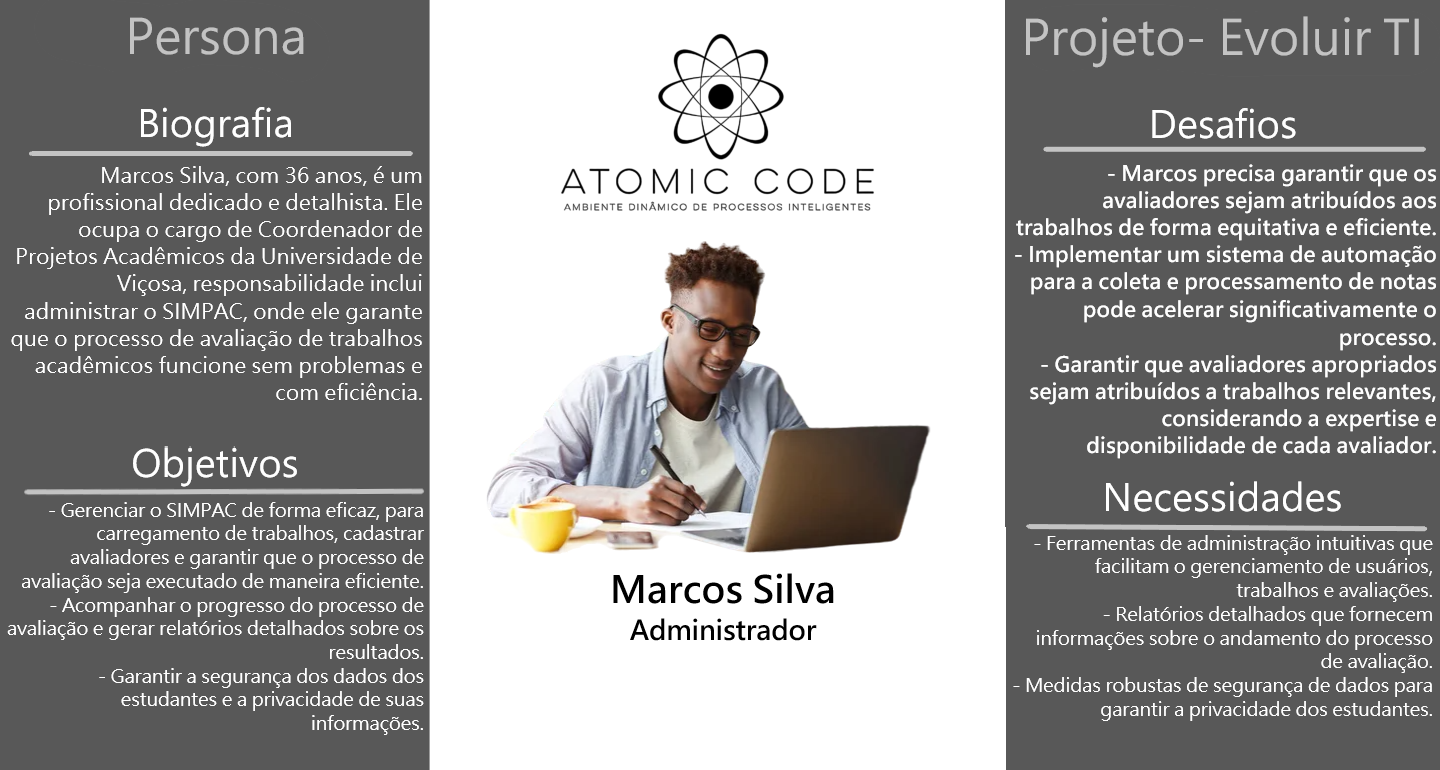 Persona
Biografia
Marcos Silva, com 36 anos, é um
profissional dedicado e detalhista. Ele
ocupa o cargo de Coordenador de
Projetos Acadêmicos da Universidade de
Viçosa, responsabilidade inclui
administrar o SIMPAC, onde ele garante
que o processo de avaliação de trabalhos
acadêmicos funcione sem problemas e
com eficiência.
Objetivos
- Gerenciar o SIMPAC de forma eficaz, para
carregamento de trabalhos, cadastrar
avaliadores e garantir que o processo de
avaliação seja executado de maneira eficiente.
- Acompanhar o progresso do processo de
avaliação e gerar relatórios detalhados sobre os
resultados.
- Garantir a segurança dos dados dos
estudantes e a privacidade de suas
informações.
ATOMIC CODE
AMBIENTE DINÂMICO DE PROCESSOS INTELIGENTES
Marcos Silva
Administrador
Projeto- Evoluir TI
Desafios
- Marcos precisa garantir que os
avaliadores sejam atribuídos aos
trabalhos de forma equitativa e eficiente.
- Implementar um sistema de automação
para a coleta e processamento de notas
pode acelerar significativamente o
processo.
- Garantir que avaliadores apropriados
sejam atribuídos a trabalhos relevantes,
considerando a expertise e
disponibilidade de cada avaliador.
Necessidades
- Ferramentas de administração intuitivas que
facilitam o gerenciamento de usuários,
trabalhos e avaliações.
- Relatórios detalhados que fornecem
informações sobre o andamento do processo
de avaliação.
- Medidas robustas de segurança de dados para
garantir a privacidade dos estudantes.